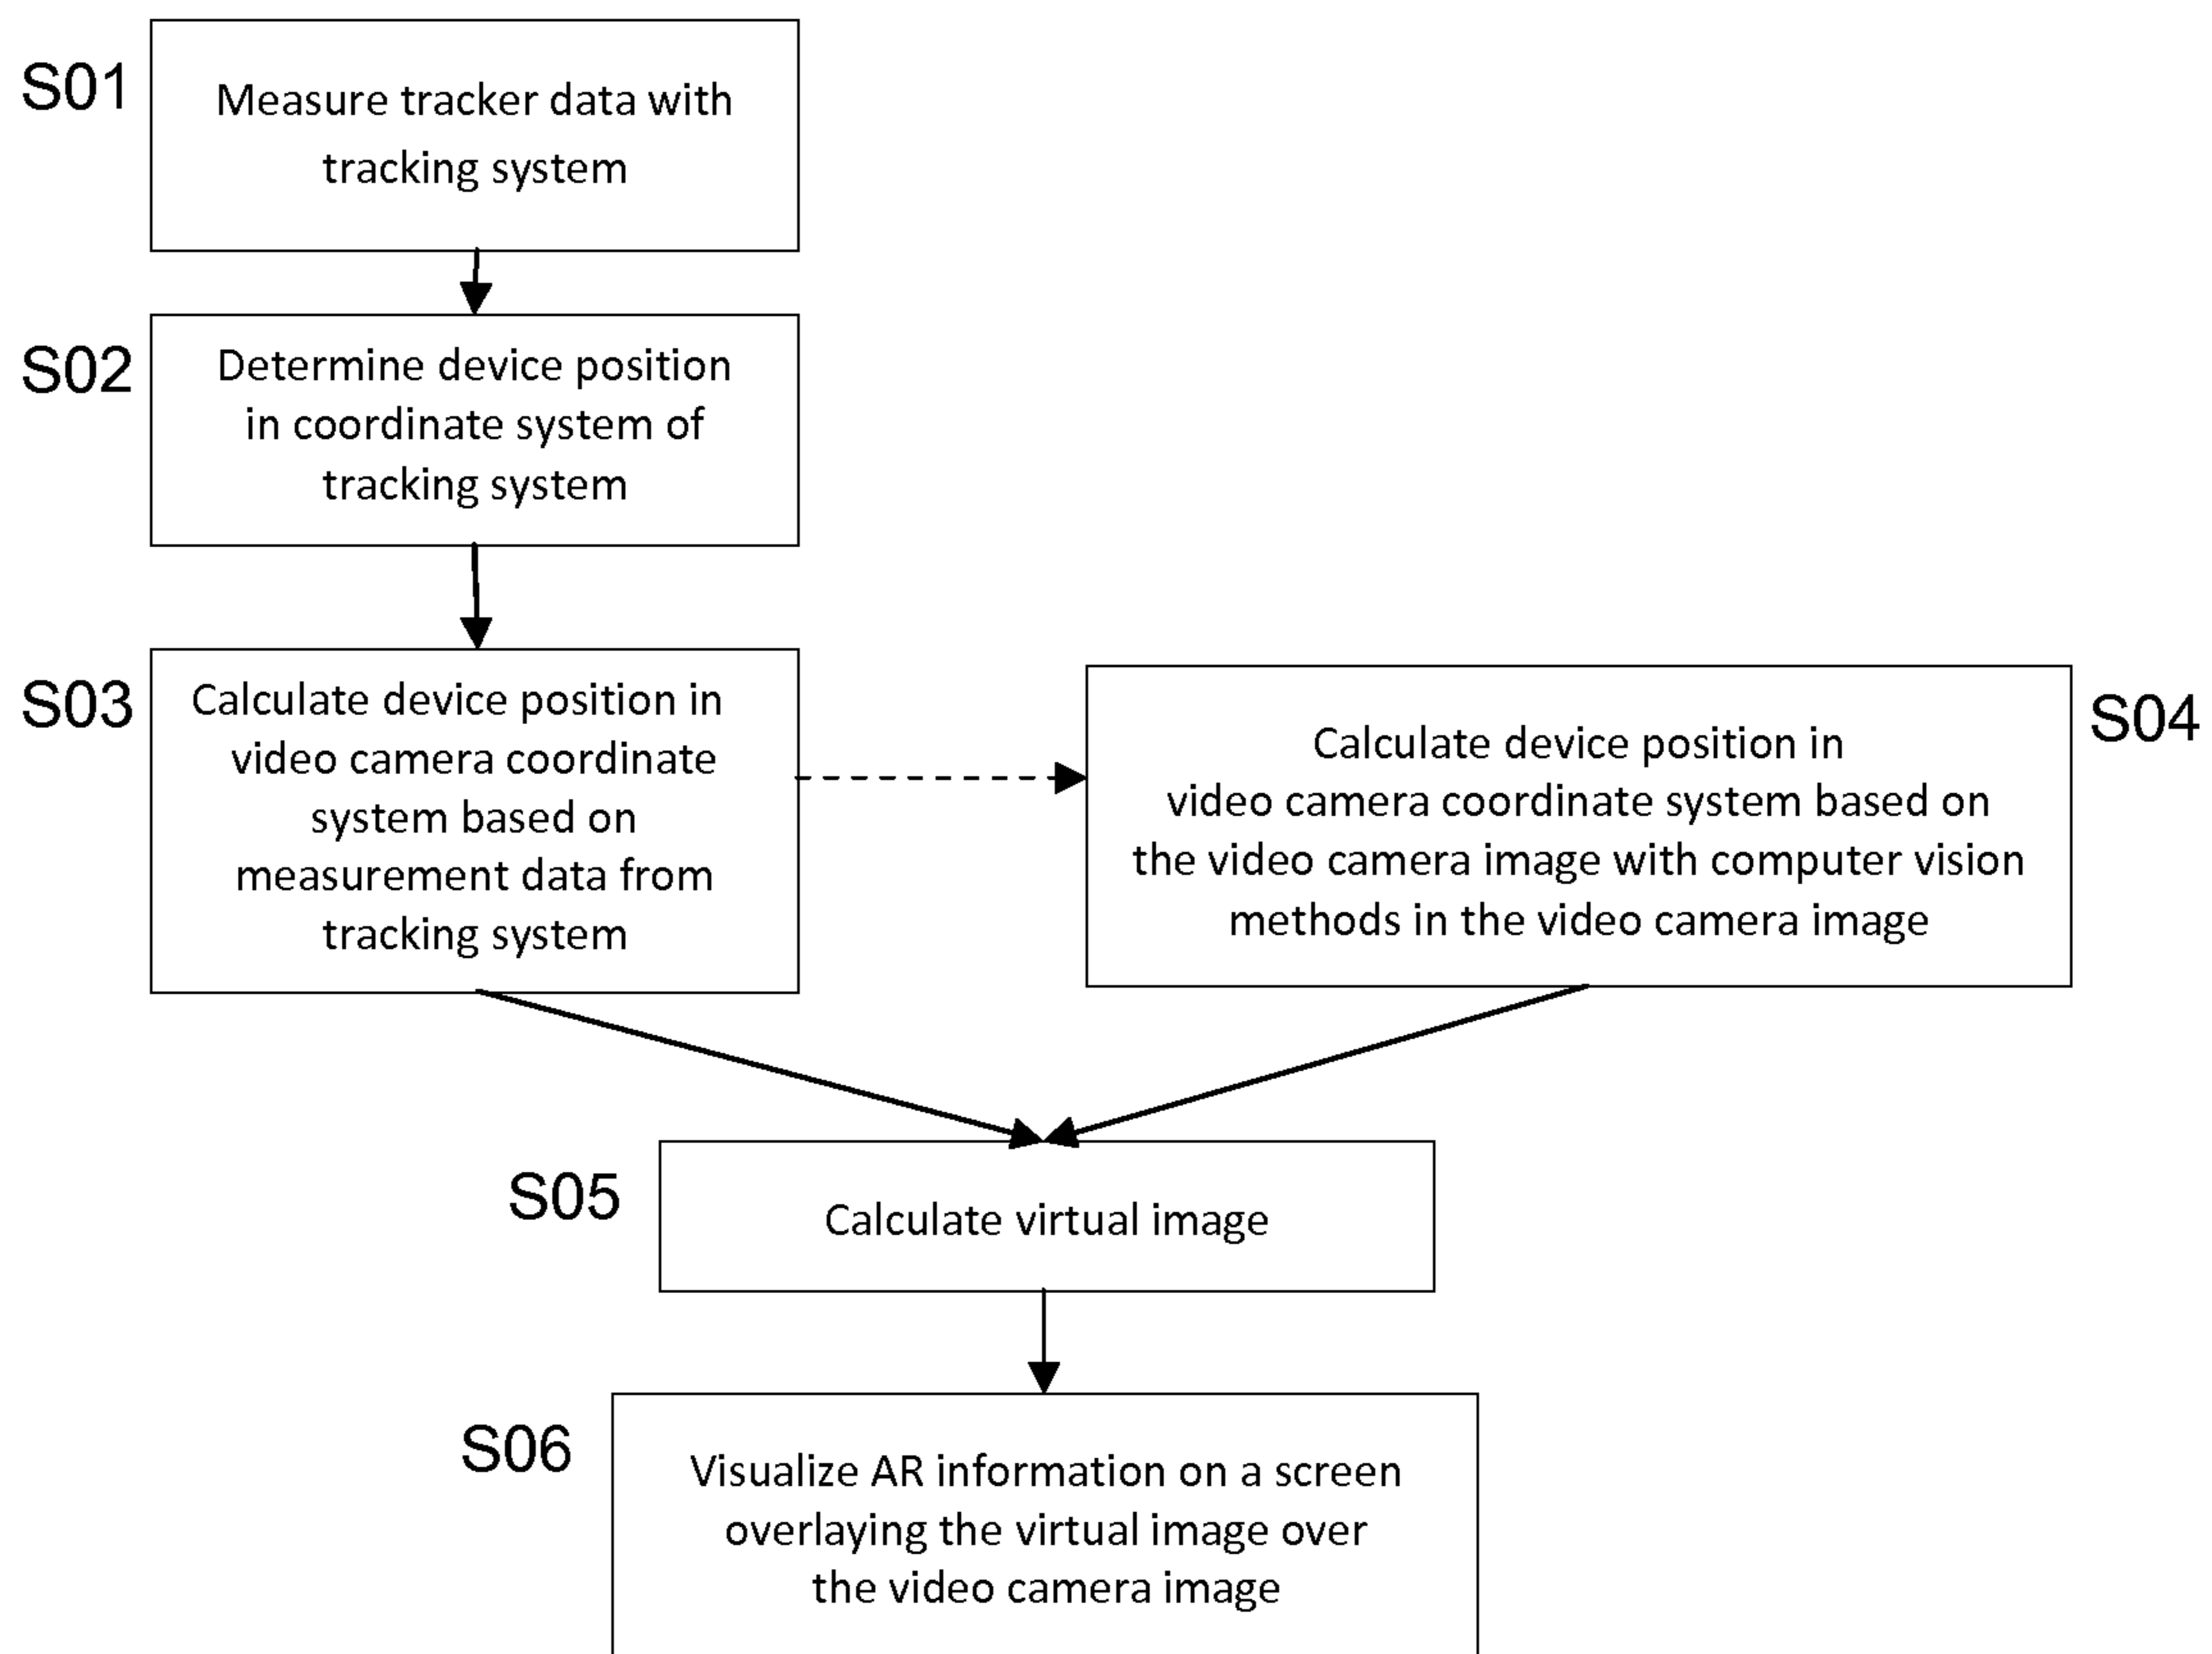 S01
Measure tracker data with
tracking system
S02
Determine device position
in coordinate system of
tracking system
S03
Calculate device position in
video camera coordinate
system based on
measurement data from
tracking system
S04
Calculate device position in
video camera coordinate system based on
the video camera image with computer vision
methods in the video camera image
S05
Calculate virtual image
S06
Visualize AR information on a screen
overlaying the virtual image over
the video camera image